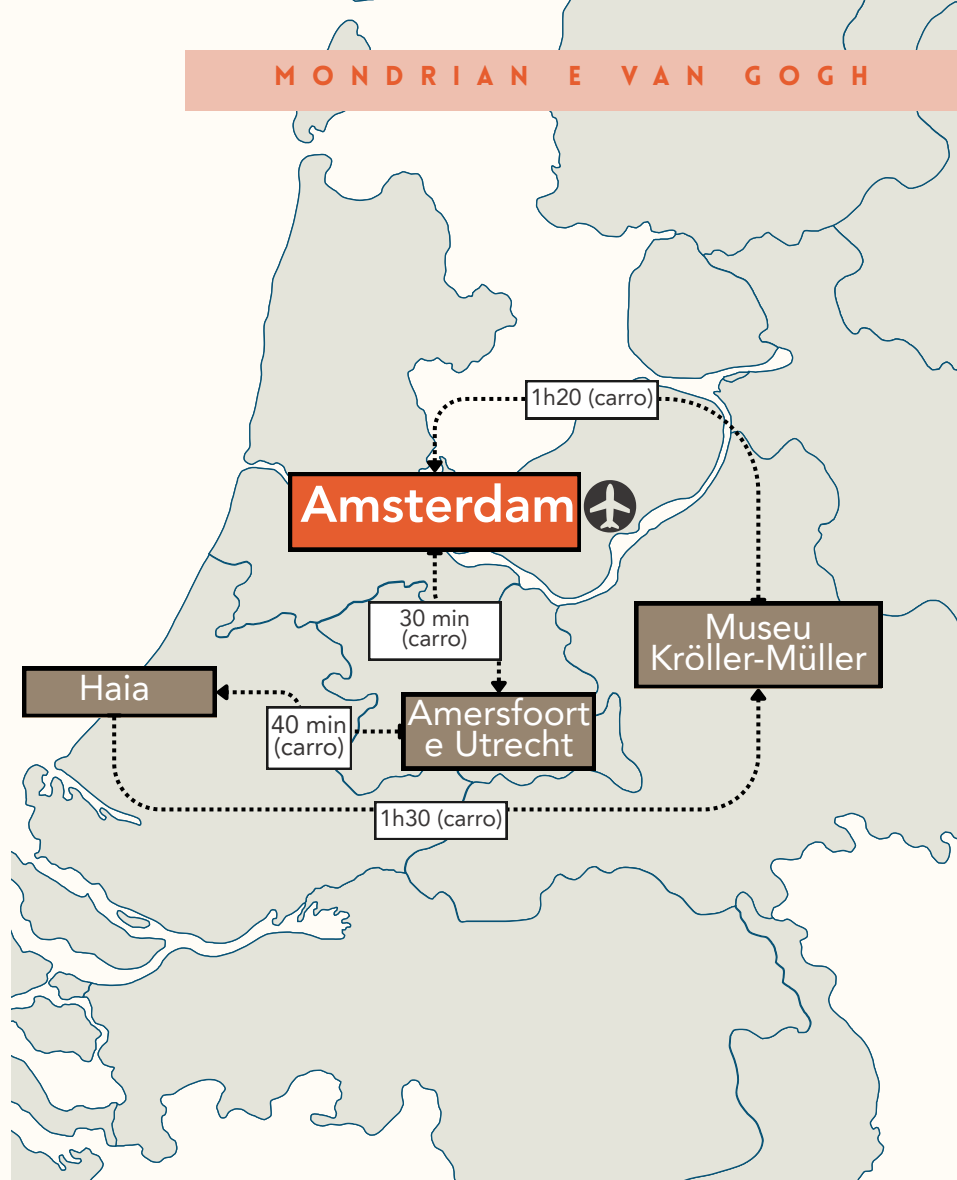 MONDRIAN E VAN GOGH
1h20 (carro)
Amsterdam
30 min
(carro)
Museu
Kröller-Müller
Haia
Amersfoort
e Utrecht
40 min
(carro)
1h30 (carro)